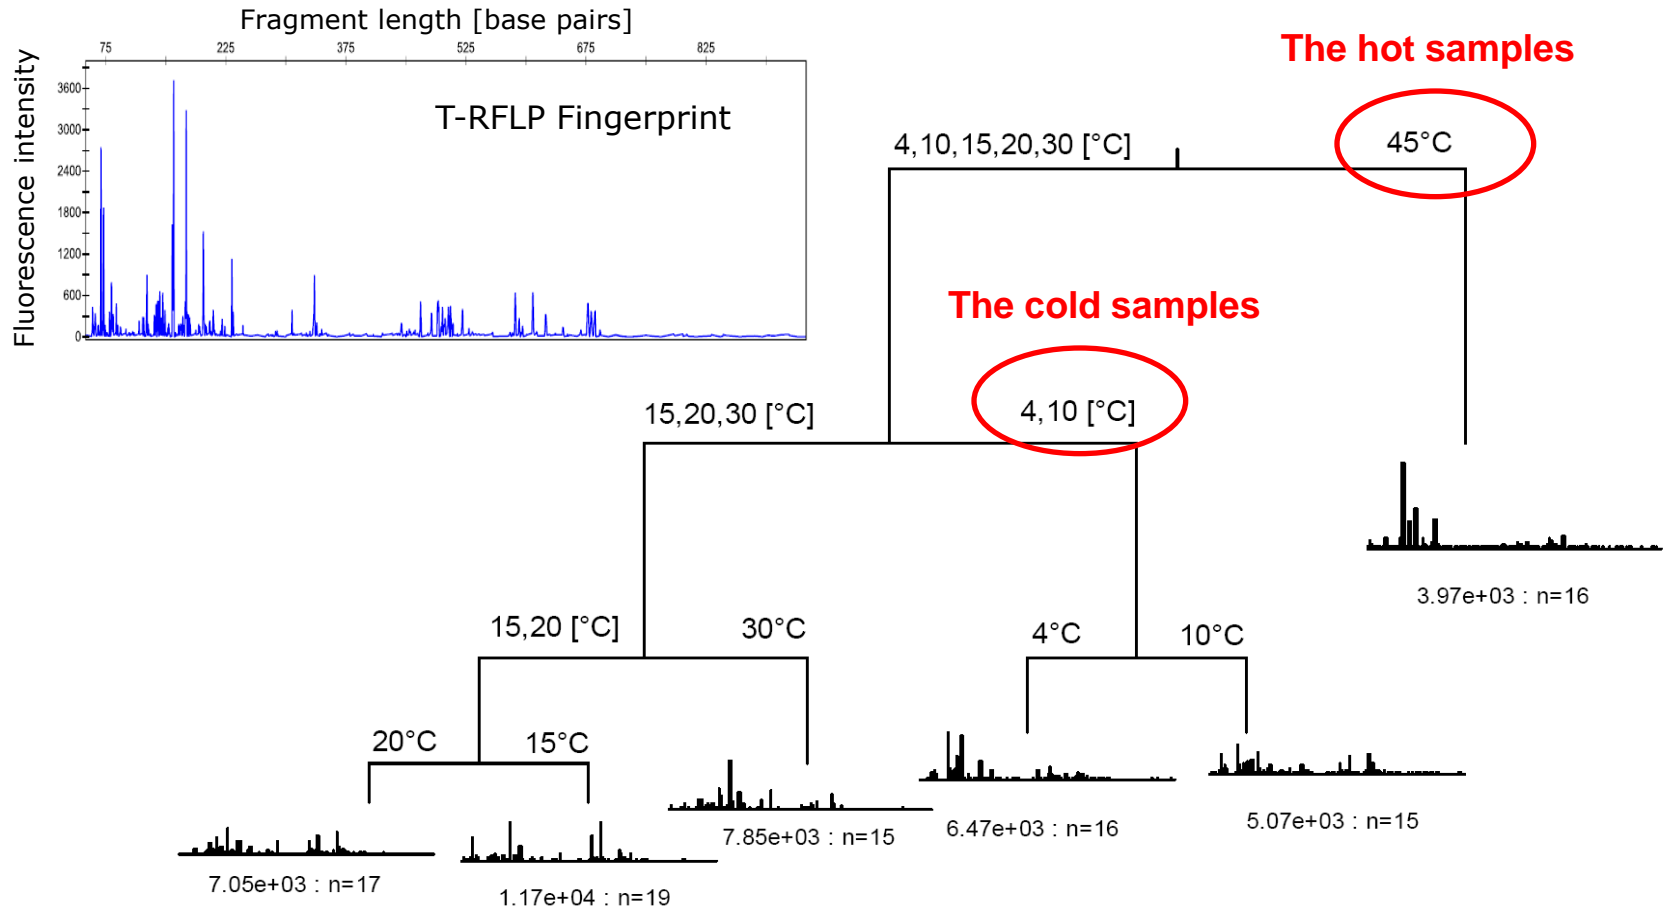 Fragment length [base pairs]
75 225 375 525 675 825
Fluorescence intensity
3600
3000
2400
1800
1200
600
0
T-RFLP Fingerprint
The hot samples
4,10,15,20,30 [°C]
45°C
The cold samples
15,20,30 [°C]
4,10 [°C]
3.97e+03 : n=16
15,20 [°C]
30°C
4°C
10°C
20°C
15°C
7.85e+03 : n=15
6.47e+03 : n=16
5.07e+03 : n=15
7.05e+03 : n=17
1.17e+04 : n=19